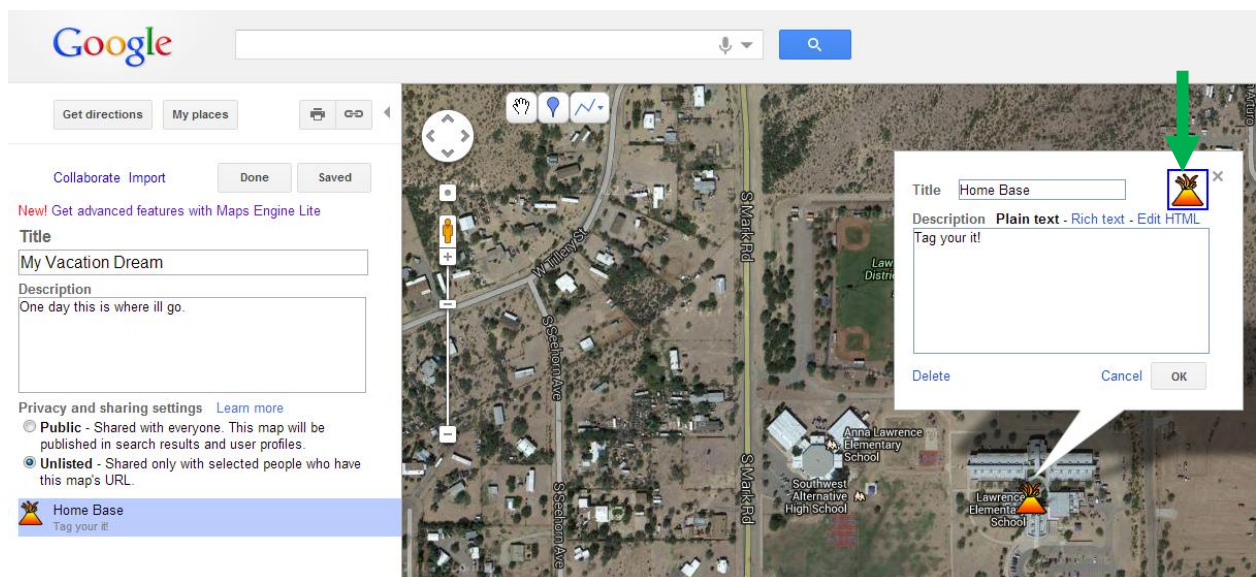 Google
Get directions
My places
Collaborate Import
Done
Saved
New! Get advanced features with Maps Engine Lite
Title
My Vacation Dream
Description
One day this is where ill go.
Privacy and sharing settings Learn more
Public - Shared with everyone. This map will be
published in search results and user profiles.
Unlisted - Shared only with selected people who have
this map's URL.
Home Base
Tag your it!
W Tillery St
S Seehorn Ave
S Seehorn Ave
S Mark Rd
S Mark Rd
Arturo
Law
Distri
Title Home Base
Description Plain text - Rich text - Edit HTML
Tag your it!
Delete
Cancel
OK
Anna Lawrence
Elementary
School
Southwest
Alternative
High School
Lawrence
Elementa
School